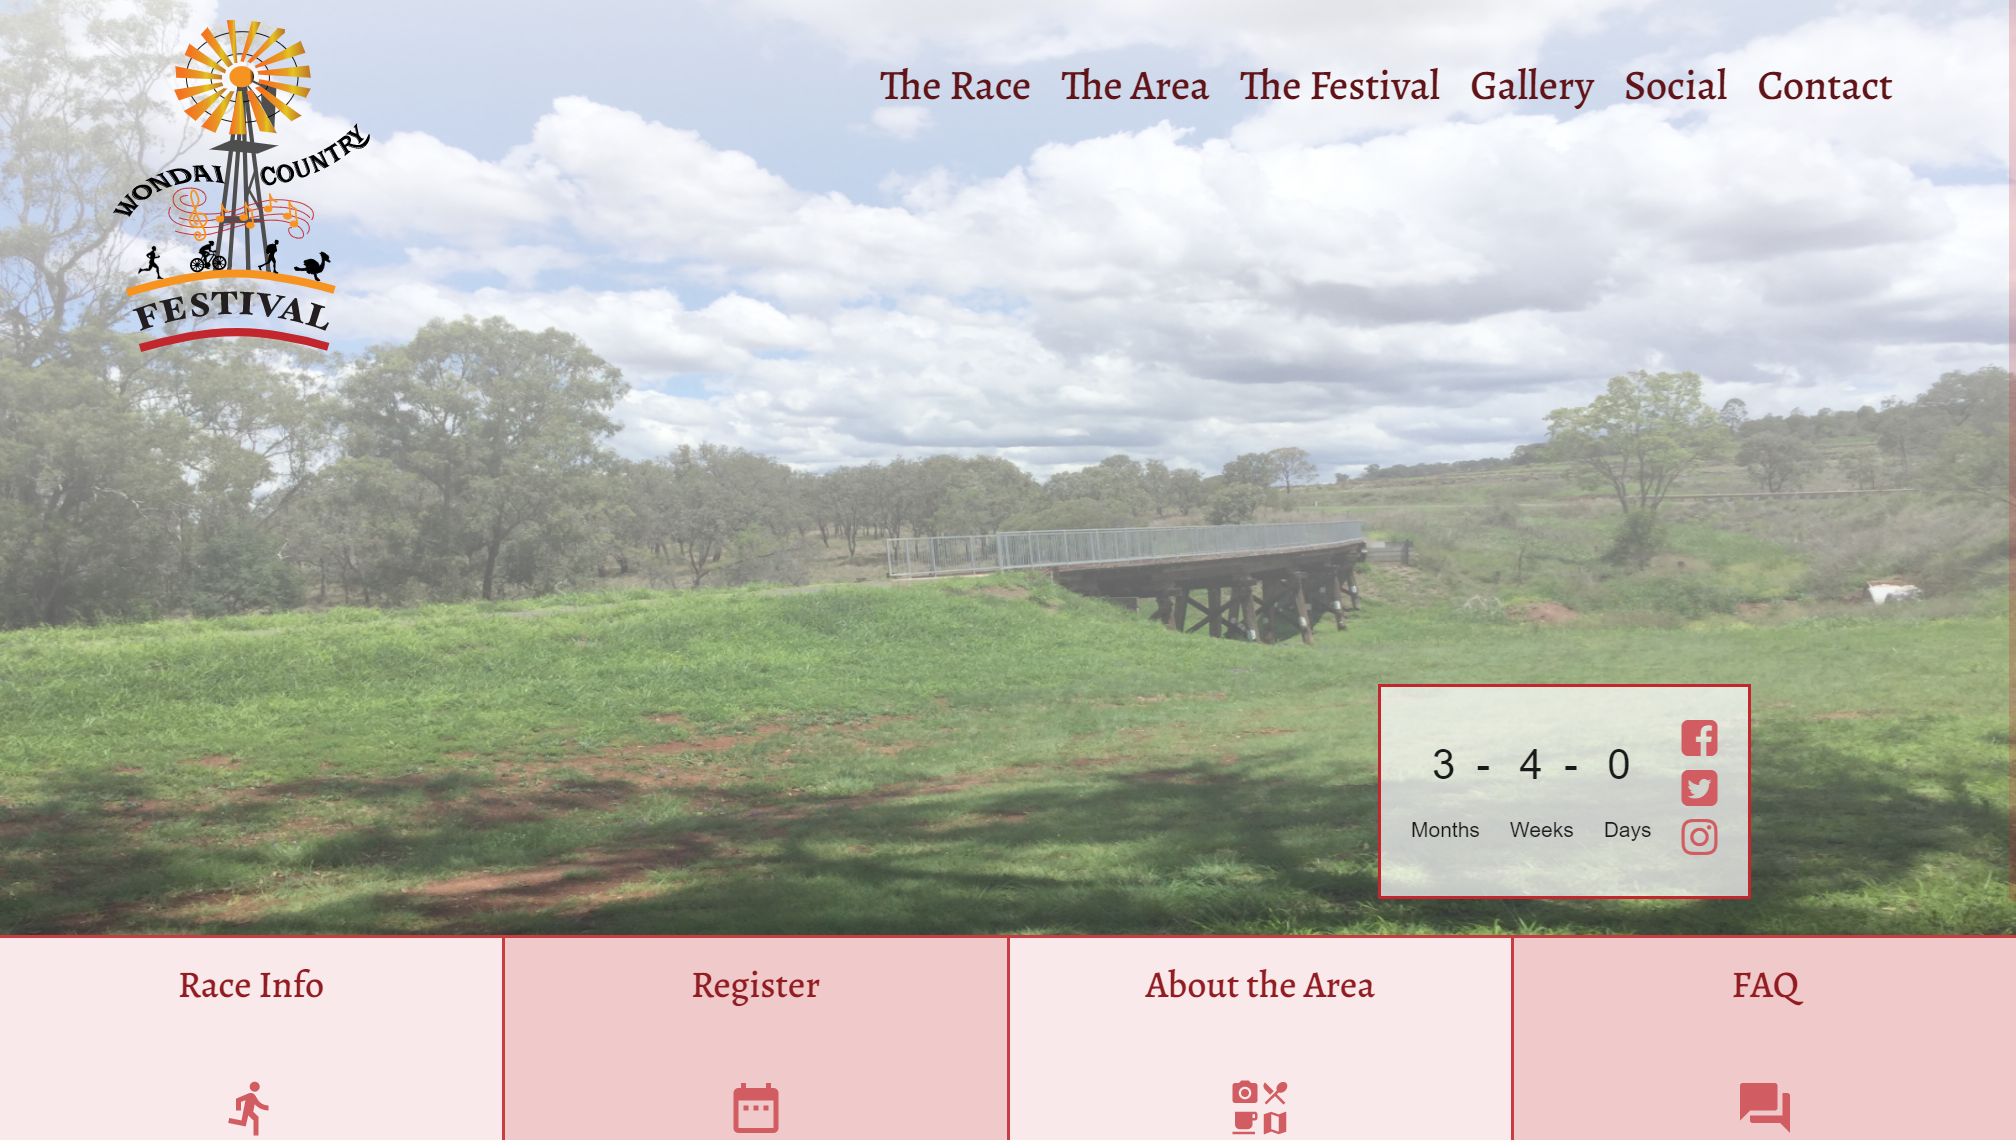 The Race The Area The Festival Gallery Social Contact
WONDAI COUNTRY
FESTIVAL
3 - 4 - 0
Months Weeks Days
Race Info
Register
About the Area
FAQ